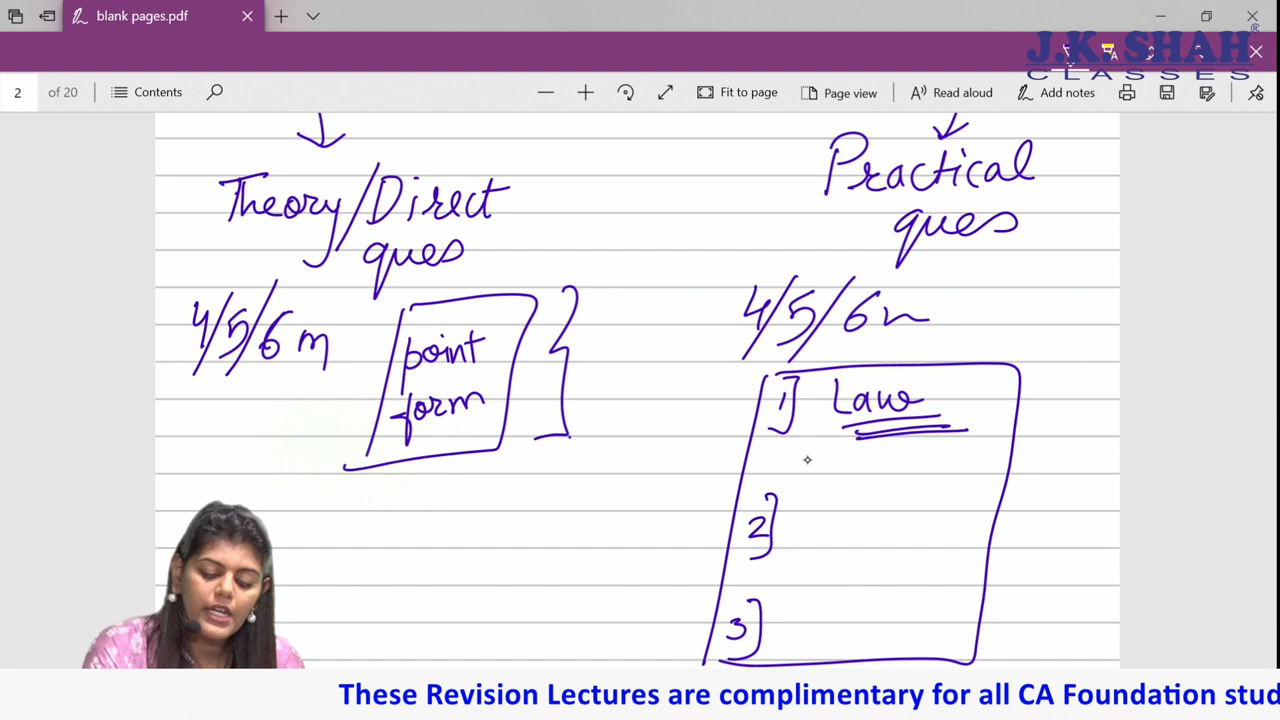 blank pages.pdf
J.K. SHAH®
CLASSES
2 of 20 Contents Fit to page Page view Read aloud Add notes
Theory/Direct
ques
4/5/6 m
point
form
Practical
ques
4/5/6 m
1] Law
2]
3]
These Revision Lectures are complimentary for all CA Foundation stud